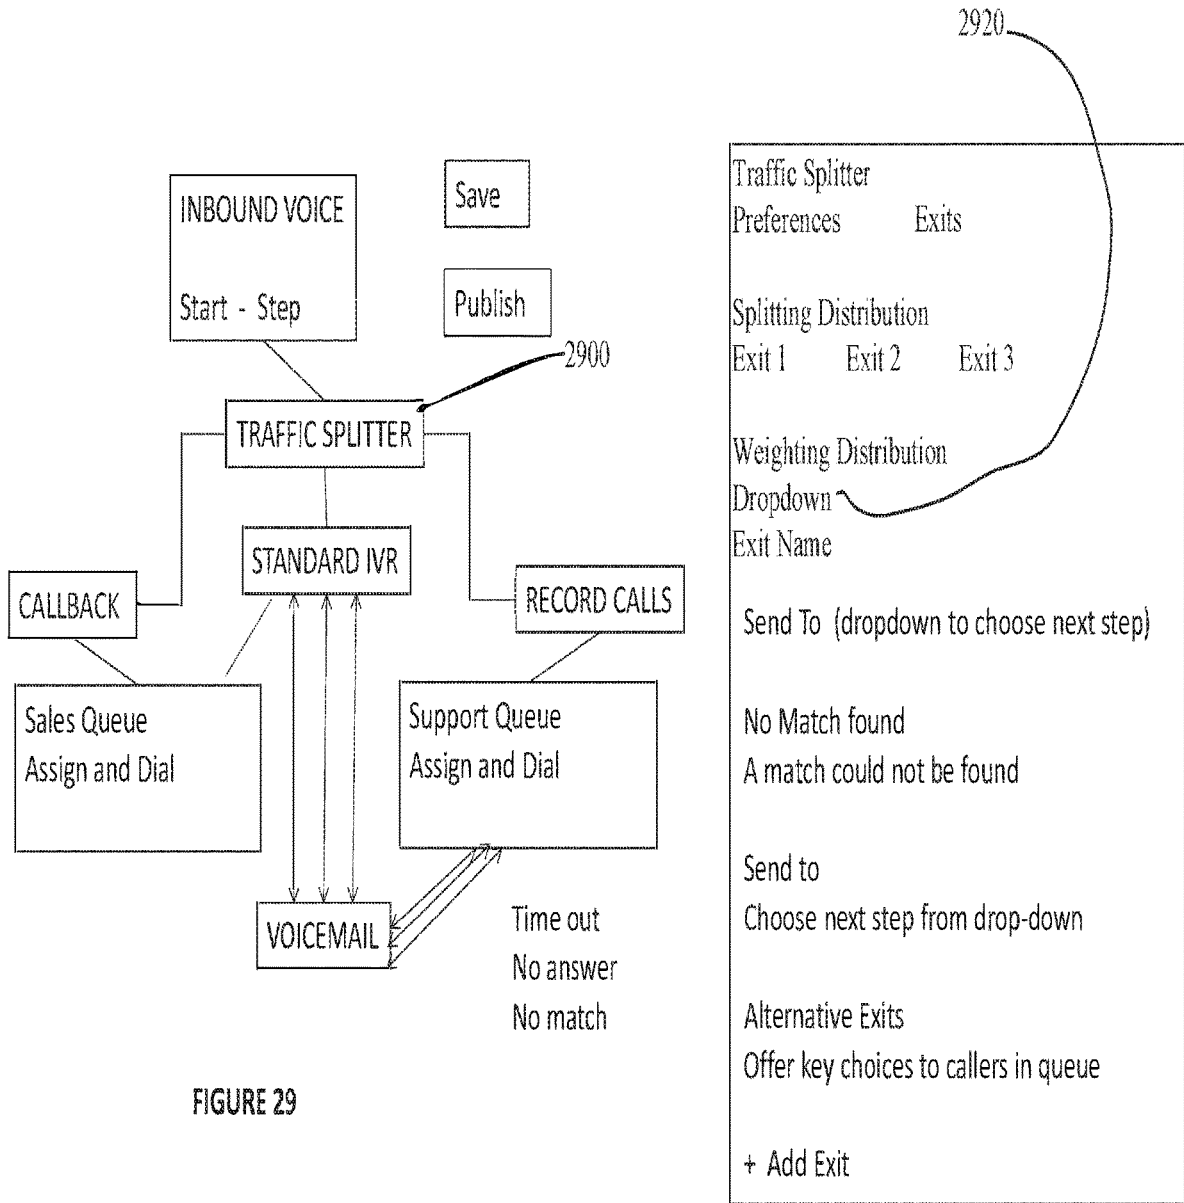 2920
INBOUND VOICE
Start - Step
Save
Publish
2900
TRAFFIC SPLITTER
STANDARD IVR
CALLBACK
RECORD CALLS
Sales Queue
Assign and Dial
Support Queue
Assign and Dial
VOICEMAIL
Time out
No answer
No match
FIGURE 29
Traffic Splitter
Preferences Exits
Splitting Distribution
Exit 1 Exit 2 Exit 3
Weighting Distribution
Dropdown
Exit Name
Send To (dropdown to choose next step)
No Match found
A match could not be found
Send to
Choose next step from drop-down
Alternative Exits
Offer key choices to callers in queue
+ Add Exit